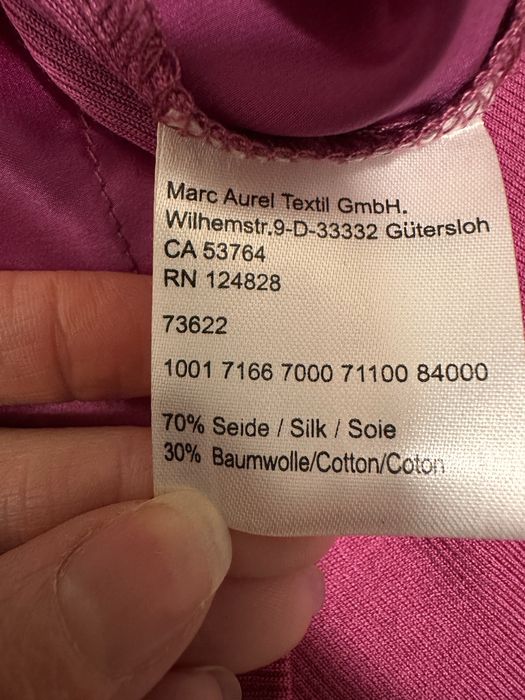 Marc Aurel Textil GmbH.
Wilhemstr.9-D-33332 Gütersloh
CA 53764
RN 124828
73622
1001 7166 7000 71100 84000
70% Seide / Silk / Soie
30% Baumwolle/Cotton/Coton